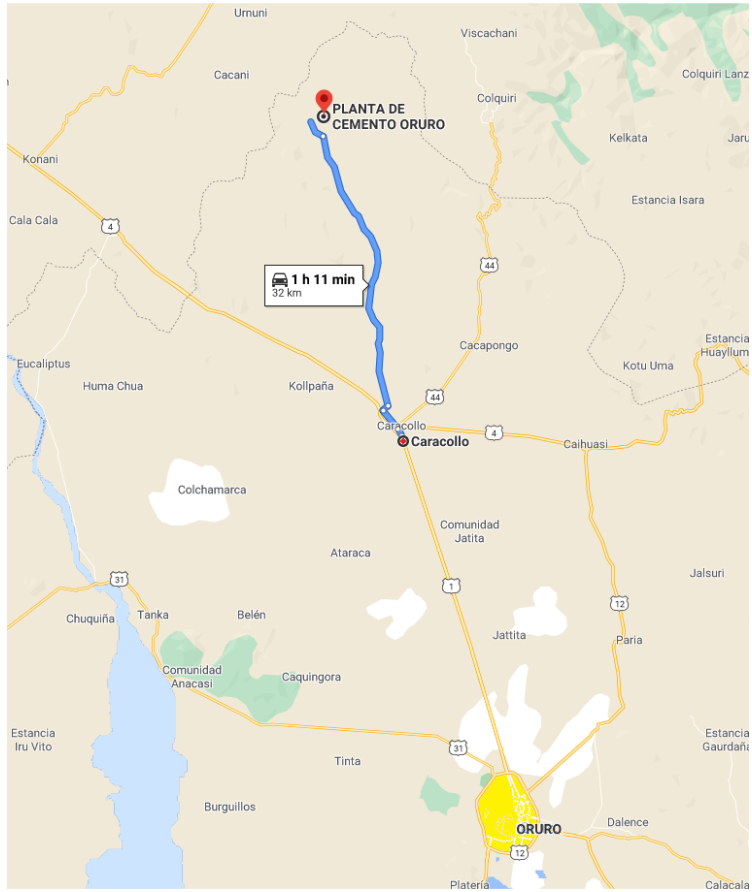 Umuni
Viscachani
Cacani
Colquiri Lanz
Colquiri
PLANTA DE
CEMENTO ORURO
Kelkata
Jaru
Konani
Estancia Isara
Cala Cala
4
44
1 h 11 min
32 km
Cacapongo
Estancia
Huayllum
Eucaliptus
Kotu Uma
Huma Chua
Kollpaña
44
Caracollo
4
Caracollo
Caihuasi
Colchamarca
Comunidad
Jatita
Ataraca
Jalsuri
31
1
12
Chuquiña
Tanka
Belén
Jattita
Paria
Comunidad
Anacasi
Caquingora
Estancia
Iru Vito
31
Estancia
Gaurdaña
Tinta
Burguillos
ORURO
Dalence
12
Platería
Calacala